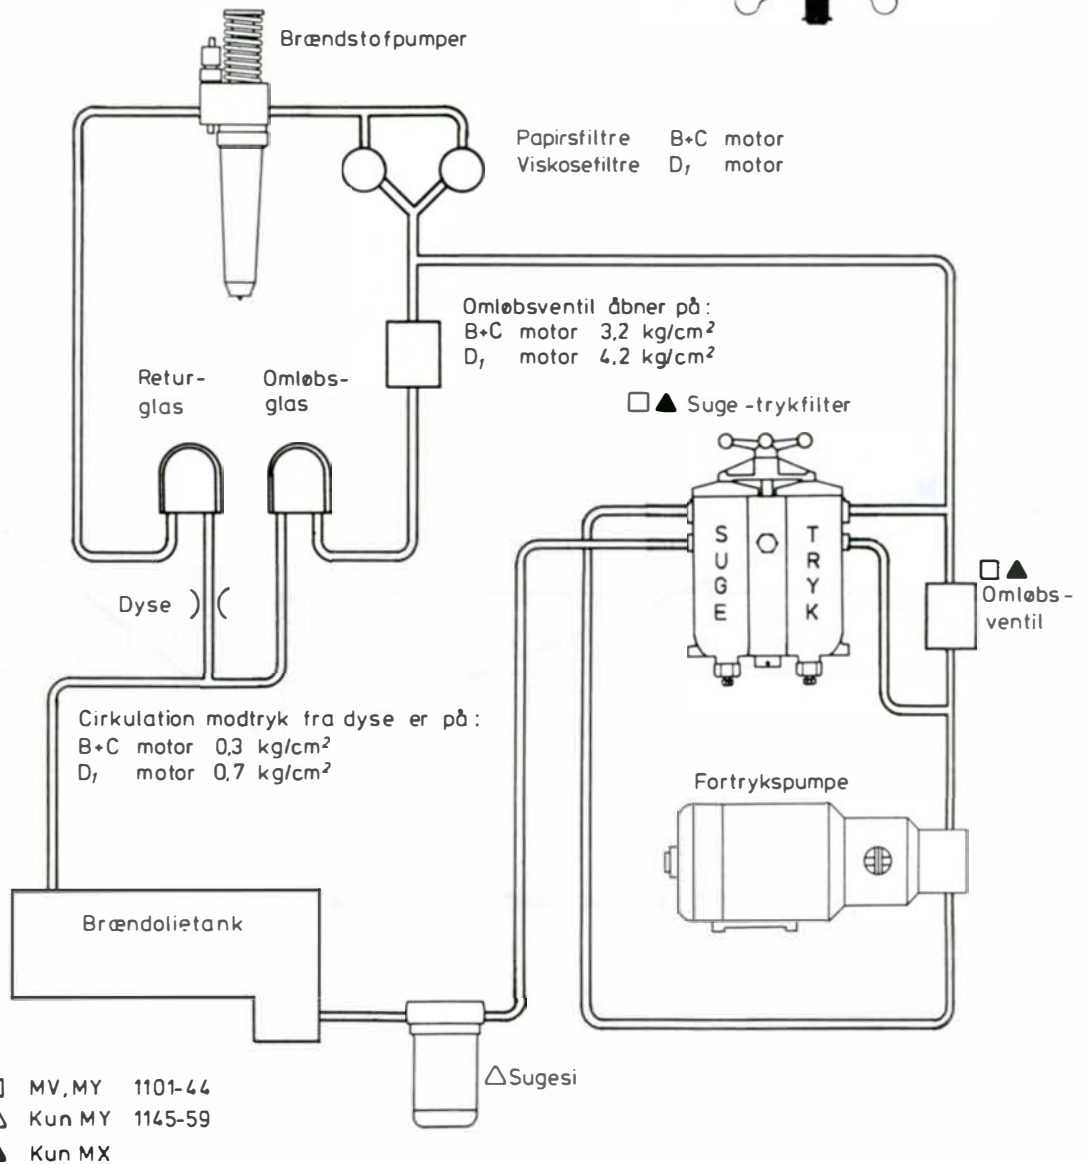 Brændstofpumper
Papirsfiltre B+C motor
Viskosefiltre D₁ motor
Omløbsventil åbner på:
B+C motor 3,2 kg/cm²
D₁ motor 4,2 kg/cm²
Retur-
glas
Omløbs-
glas
□ ▲ Suge-trykfilter
SUGE
TRYK
□ ▲
Omløbs-
ventil
Dyse
Cirkulation modtryk fra dyse er på:
B+C motor 0,3 kg/cm²
D₁ motor 0,7 kg/cm²
Fortrykspumpe
Brændolietank
△ Sugesi
□ MV, MY 1101-44
△ Kun MY 1145-59
▲ Kun MX